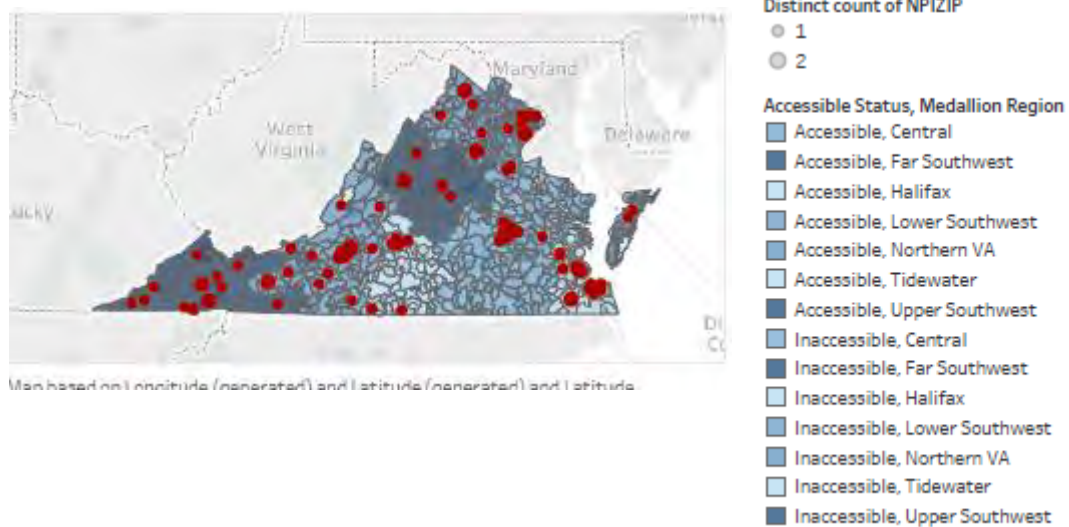 Distinct count of NPIZIP
1
2
Maryland
West
Virginia
Delaware
Accessible Status, Medallion Region
Accessible, Central
Accessible, Far Southwest
Accessible, Halifax
Accessible, Lower Southwest
Accessible, Northern VA
Accessible, Tidewater
Accessible, Upper Southwest
Inaccessible, Central
Inaccessible, Far Southwest
Inaccessible, Halifax
Inaccessible, Lower Southwest
Inaccessible, Northern VA
Inaccessible, Tidewater
Inaccessible, Upper Southwest
Map based on Longitude (generated) and Latitude (generated) and Latitude